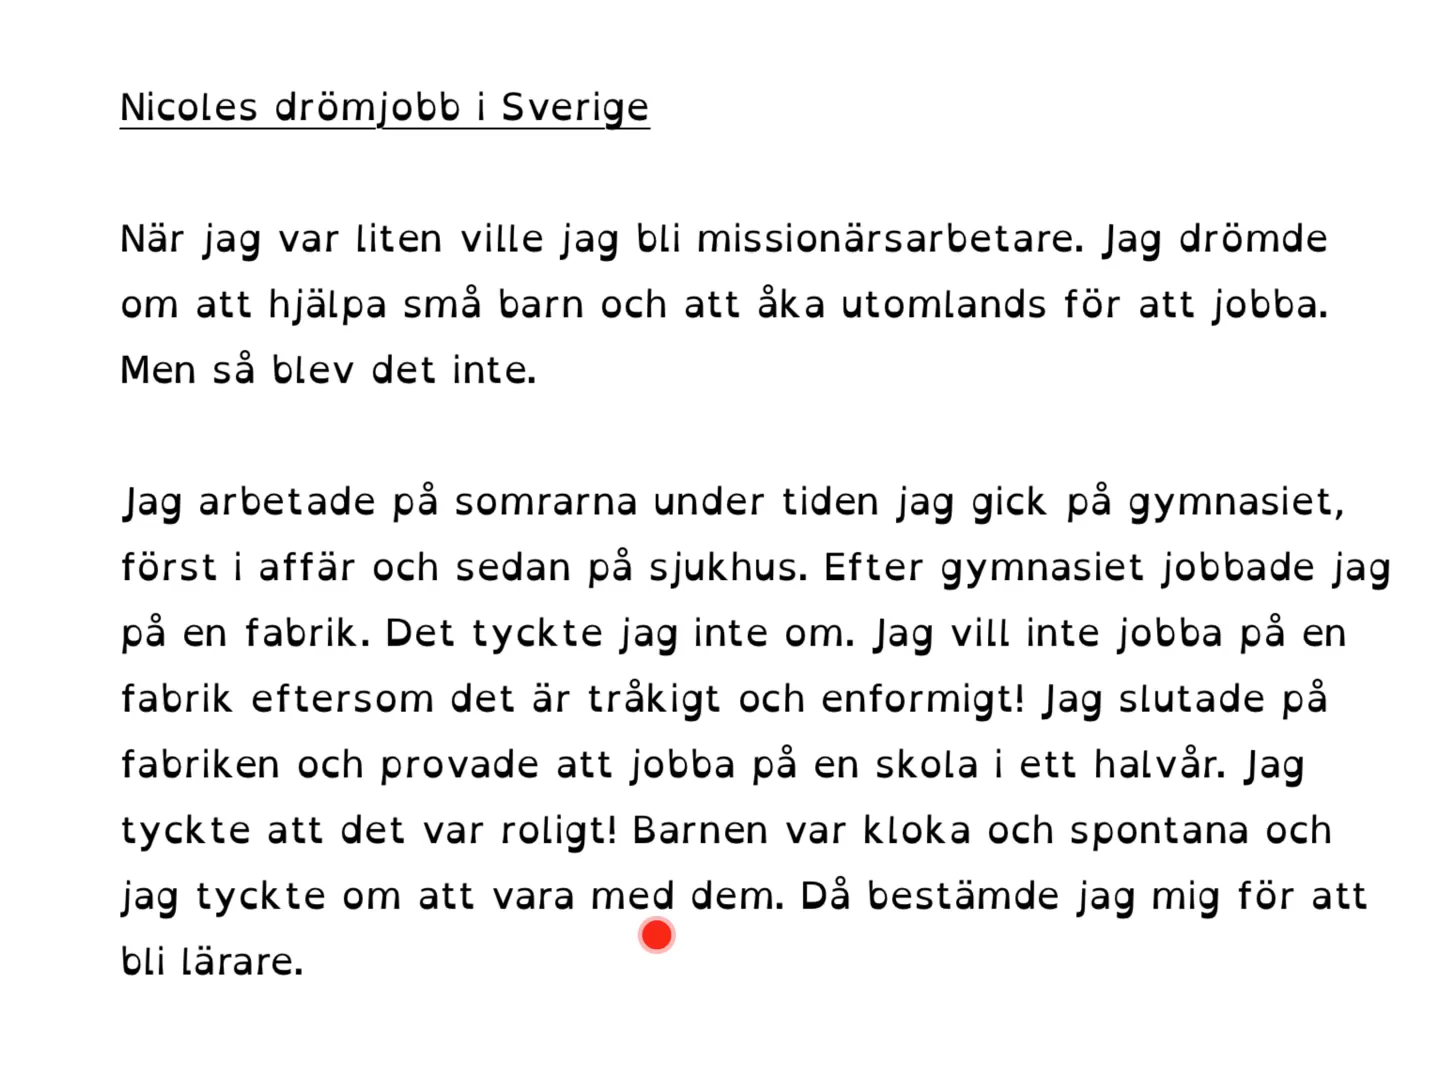 Nicoles drömjobb i Sverige
När jag var liten ville jag bli missionärsarbetare. Jag drömde
om att hjälpa små barn och att åka utomlands för att jobba.
Men så blev det inte.
Jag arbetade på somrarna under tiden jag gick på gymnasiet,
först i affär och sedan på sjukhus. Efter gymnasiet jobbade jag
på en fabrik. Det tyckte jag inte om. Jag vill inte jobba på en
fabrik eftersom det är tråkigt och enformigt! Jag slutade på
fabriken och provade att jobba på en skola i ett halvår. Jag
tyckte att det var roligt! Barnen var kloka och spontana och
jag tyckte om att vara med dem. Då bestämde jag mig för att
bli lärare.